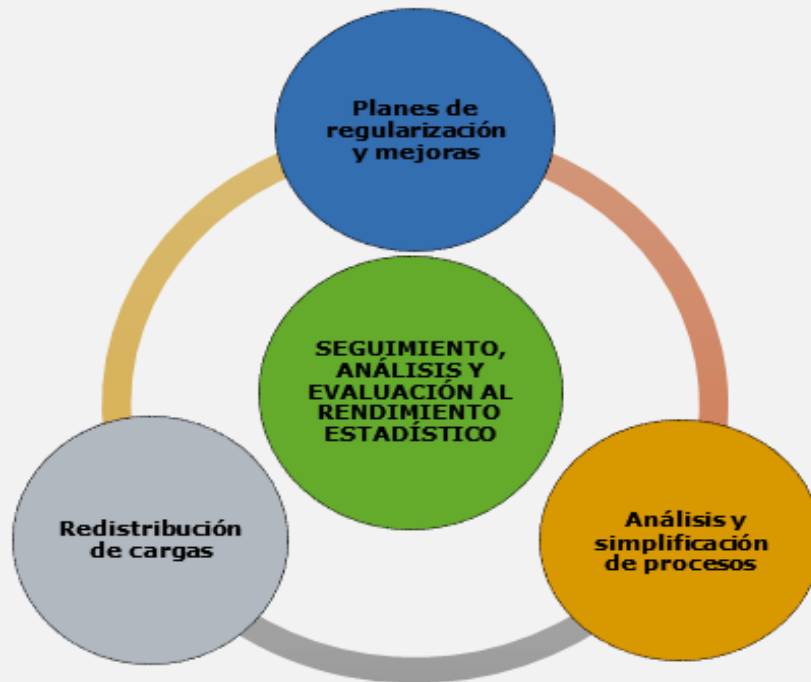 Planes de
regularización
y mejoras
SEGUIMIENTO,
ANÁLISIS Y
EVALUACIÓN AL
RENDIMIENTO
ESTADÍSTICO
Redistribución
de cargas
Análisis y
simplificación
de procesos